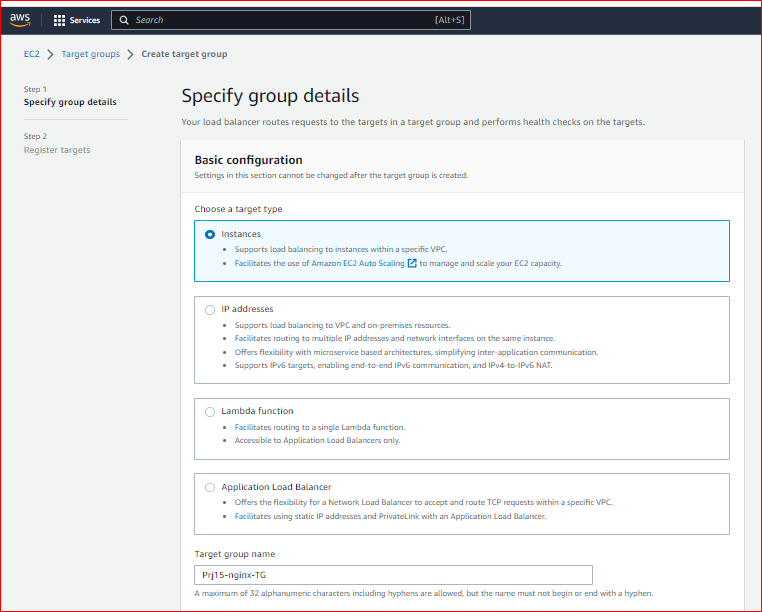 aws
Services
Search [Alt+S]
EC2 > Target groups > Create target group
Step 1
Specify group details
Step 2
Register targets
Specify group details
Your load balancer routes requests to the targets in a target group and performs health checks on the targets.
Basic configuration
Settings in this section cannot be changed after the target group is created.
Choose a target type
Instances
• Supports load balancing to instances within a specific VPC.
• Facilitates the use of Amazon EC2 Auto Scaling to manage and scale your EC2 capacity.
IP addresses
• Supports load balancing to VPC and on-premises resources.
• Facilitates routing to multiple IP addresses and network interfaces on the same instance.
• Offers flexibility with microservice based architectures, simplifying inter-application communication.
• Supports IPv6 targets, enabling end-to-end IPv6 communication, and IPv4-to-IPv6 NAT.
Lambda function
• Facilitates routing to a single Lambda function.
• Accessible to Application Load Balancers only.
Application Load Balancer
• Offers the flexibility for a Network Load Balancer to accept and route TCP requests within a specific VPC.
• Facilitates using static IP addresses and PrivateLink with an Application Load Balancer.
Target group name
Prj15-nginx-TG
A maximum of 32 alphanumeric characters including hyphens are allowed, but the name must not begin or end with a hyphen.